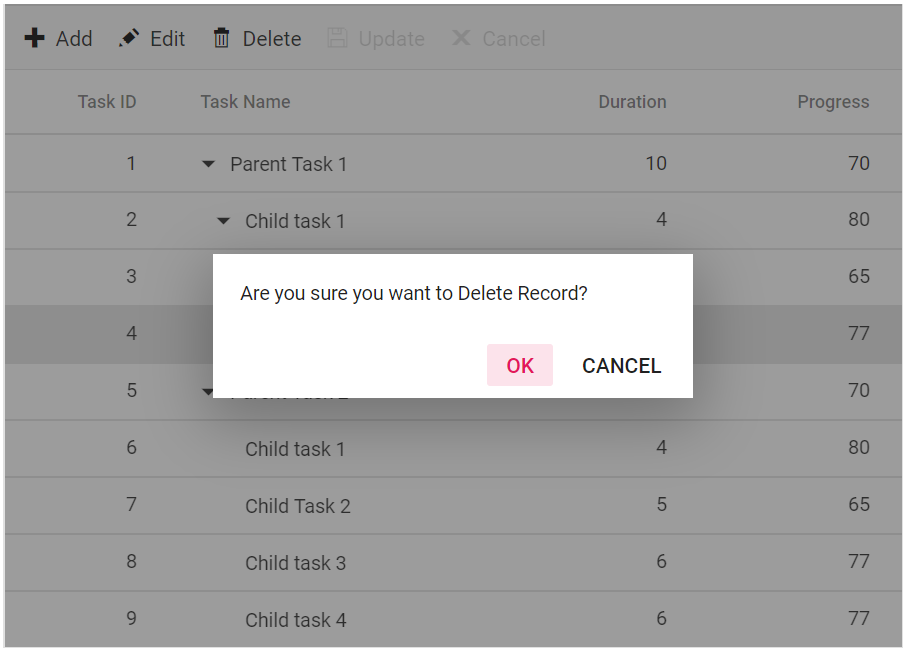 Add Edit Delete Update Cancel
Task ID Task Name Duration Progress
1 Parent Task 1 10 70
2 Child task 1 4 80
3 65
Are you sure you want to Delete Record?
4 77
OK CANCEL
5 70
6 Child task 1 4 80
7 Child Task 2 5 65
8 Child task 3 6 77
9 Child task 4 6 77